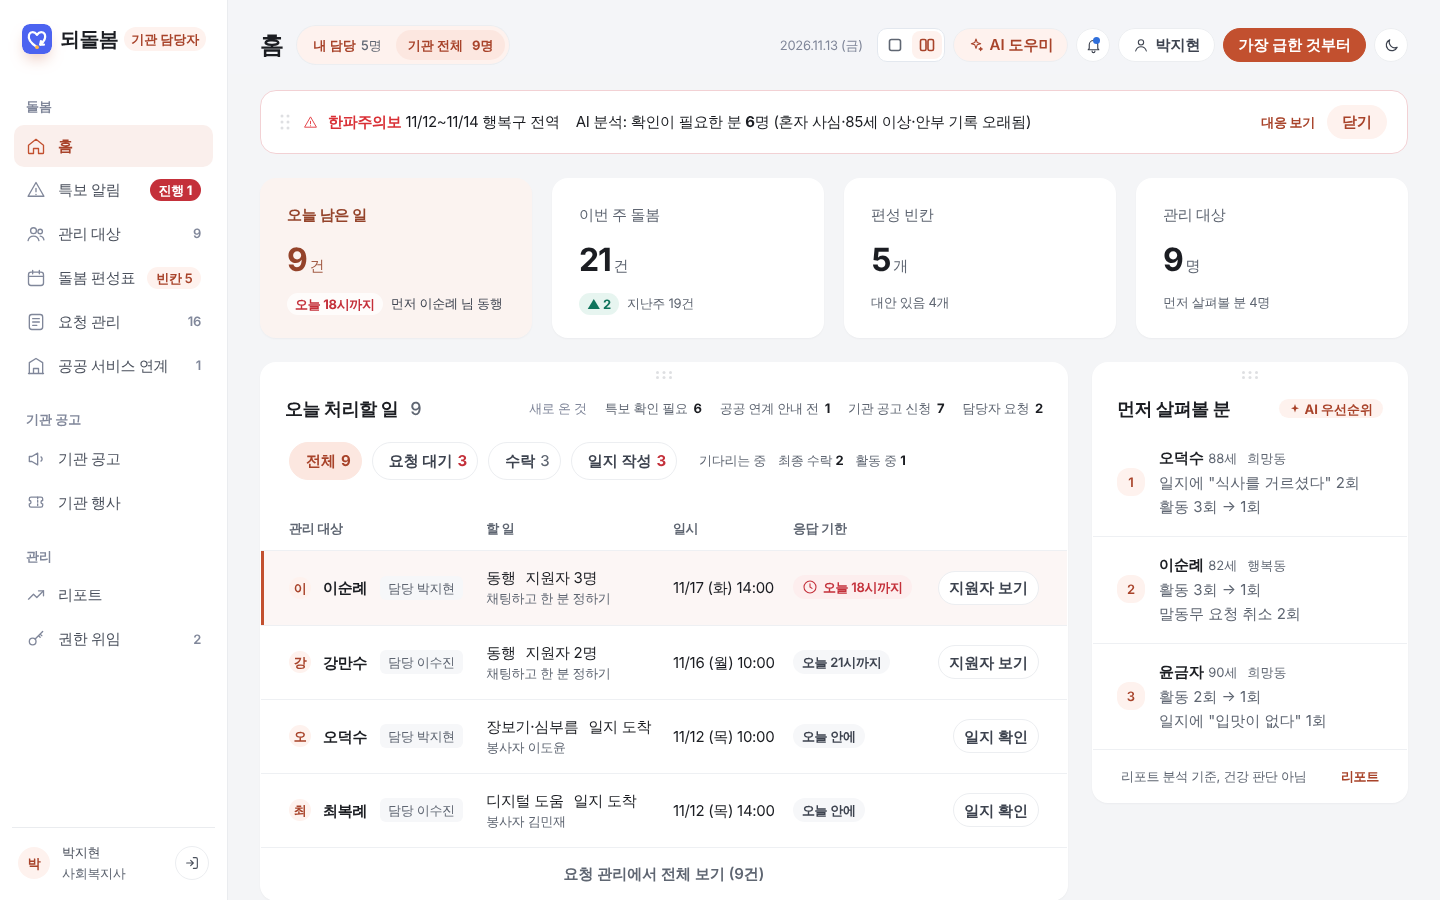 되돌봄 기관 담당자
돌봄
홈
특보 알림 진행 1
관리 대상 9
돌봄 편성표 빈칸 5
요청 관리 16
공공 서비스 연계 1
기관 공고
기관 공고
기관 행사
관리
리포트
권한 위임 2
박 박지현
사회복지사
홈 내 담당 5명 기관 전체 9명
2026.11.13 (금) AI 도우미 박지현 가장 급한 것부터
한파주의보 11/12~11/14 행복구 전역 AI 분석: 확인이 필요한 분 6명 (혼자 사심·85세 이상·안부 기록 오래됨) 대응 보기 닫기
오늘 남은 일
9건
오늘 18시까지 먼저 이순례 님 동행
이번 주 돌봄
21건
▲ 2 지난주 19건
편성 빈칸
5개
대안 있음 4개
관리 대상
9명
먼저 살펴볼 분 4명
오늘 처리할 일 9 새로 온 것 특보 확인 필요 6 공공 연계 안내 전 1 기관 공고 신청 7 담당자 요청 2
전체 9 요청 대기 3 수락 3 일지 작성 3 기다리는 중 최종 수락 2 활동 중 1
관리 대상 할 일 일시 응답 기한
이 이순례 담당 박지현 동행 지원자 3명 11/17 (화) 14:00 오늘 18시까지 지원자 보기
채팅하고 한 분 정하기
강 강만수 담당 이수진 동행 지원자 2명 11/16 (월) 10:00 오늘 21시까지 지원자 보기
채팅하고 한 분 정하기
오 오덕수 담당 박지현 장보기·심부름 일지 도착 11/12 (목) 10:00 오늘 안에 일지 확인
봉사자 이도윤
최 최복례 담당 이수진 디지털 도움 일지 도착 11/12 (목) 14:00 오늘 안에 일지 확인
봉사자 김민재
요청 관리에서 전체 보기 (9건)
먼저 살펴볼 분 AI 우선순위
1 오덕수 88세 희망동
일지에 "식사를 거르셨다" 2회
활동 3회 → 1회
2 이순례 82세 행복동
활동 3회 → 1회
말동무 요청 취소 2회
3 윤금자 90세 희망동
활동 2회 → 1회
일지에 "입맛이 없다" 1회
리포트 분석 기준, 건강 판단 아님 리포트